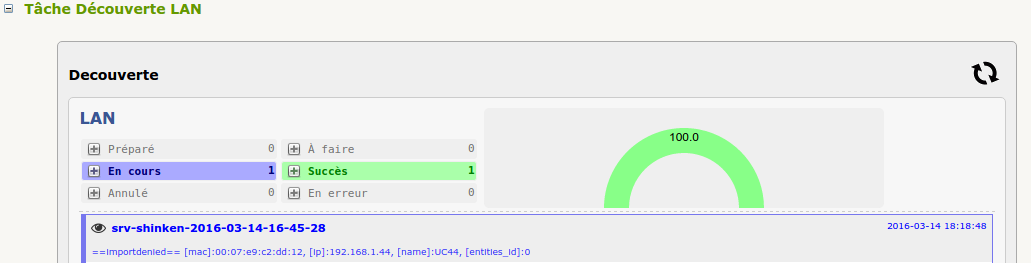 Tâche Découverte LAN
Decouverte
LAN
100.0
Préparé 0 À faire 0
En cours 1 Succès 1
Annulé 0 En erreur 0
srv-shinken-2016-03-14-16-45-28 2016-03-14 18:18:48
==importdenied== [mac]:00:07:e9:c2:dd:12, [ip]:192.168.1.44, [name]:UC44, [entities_id]:0